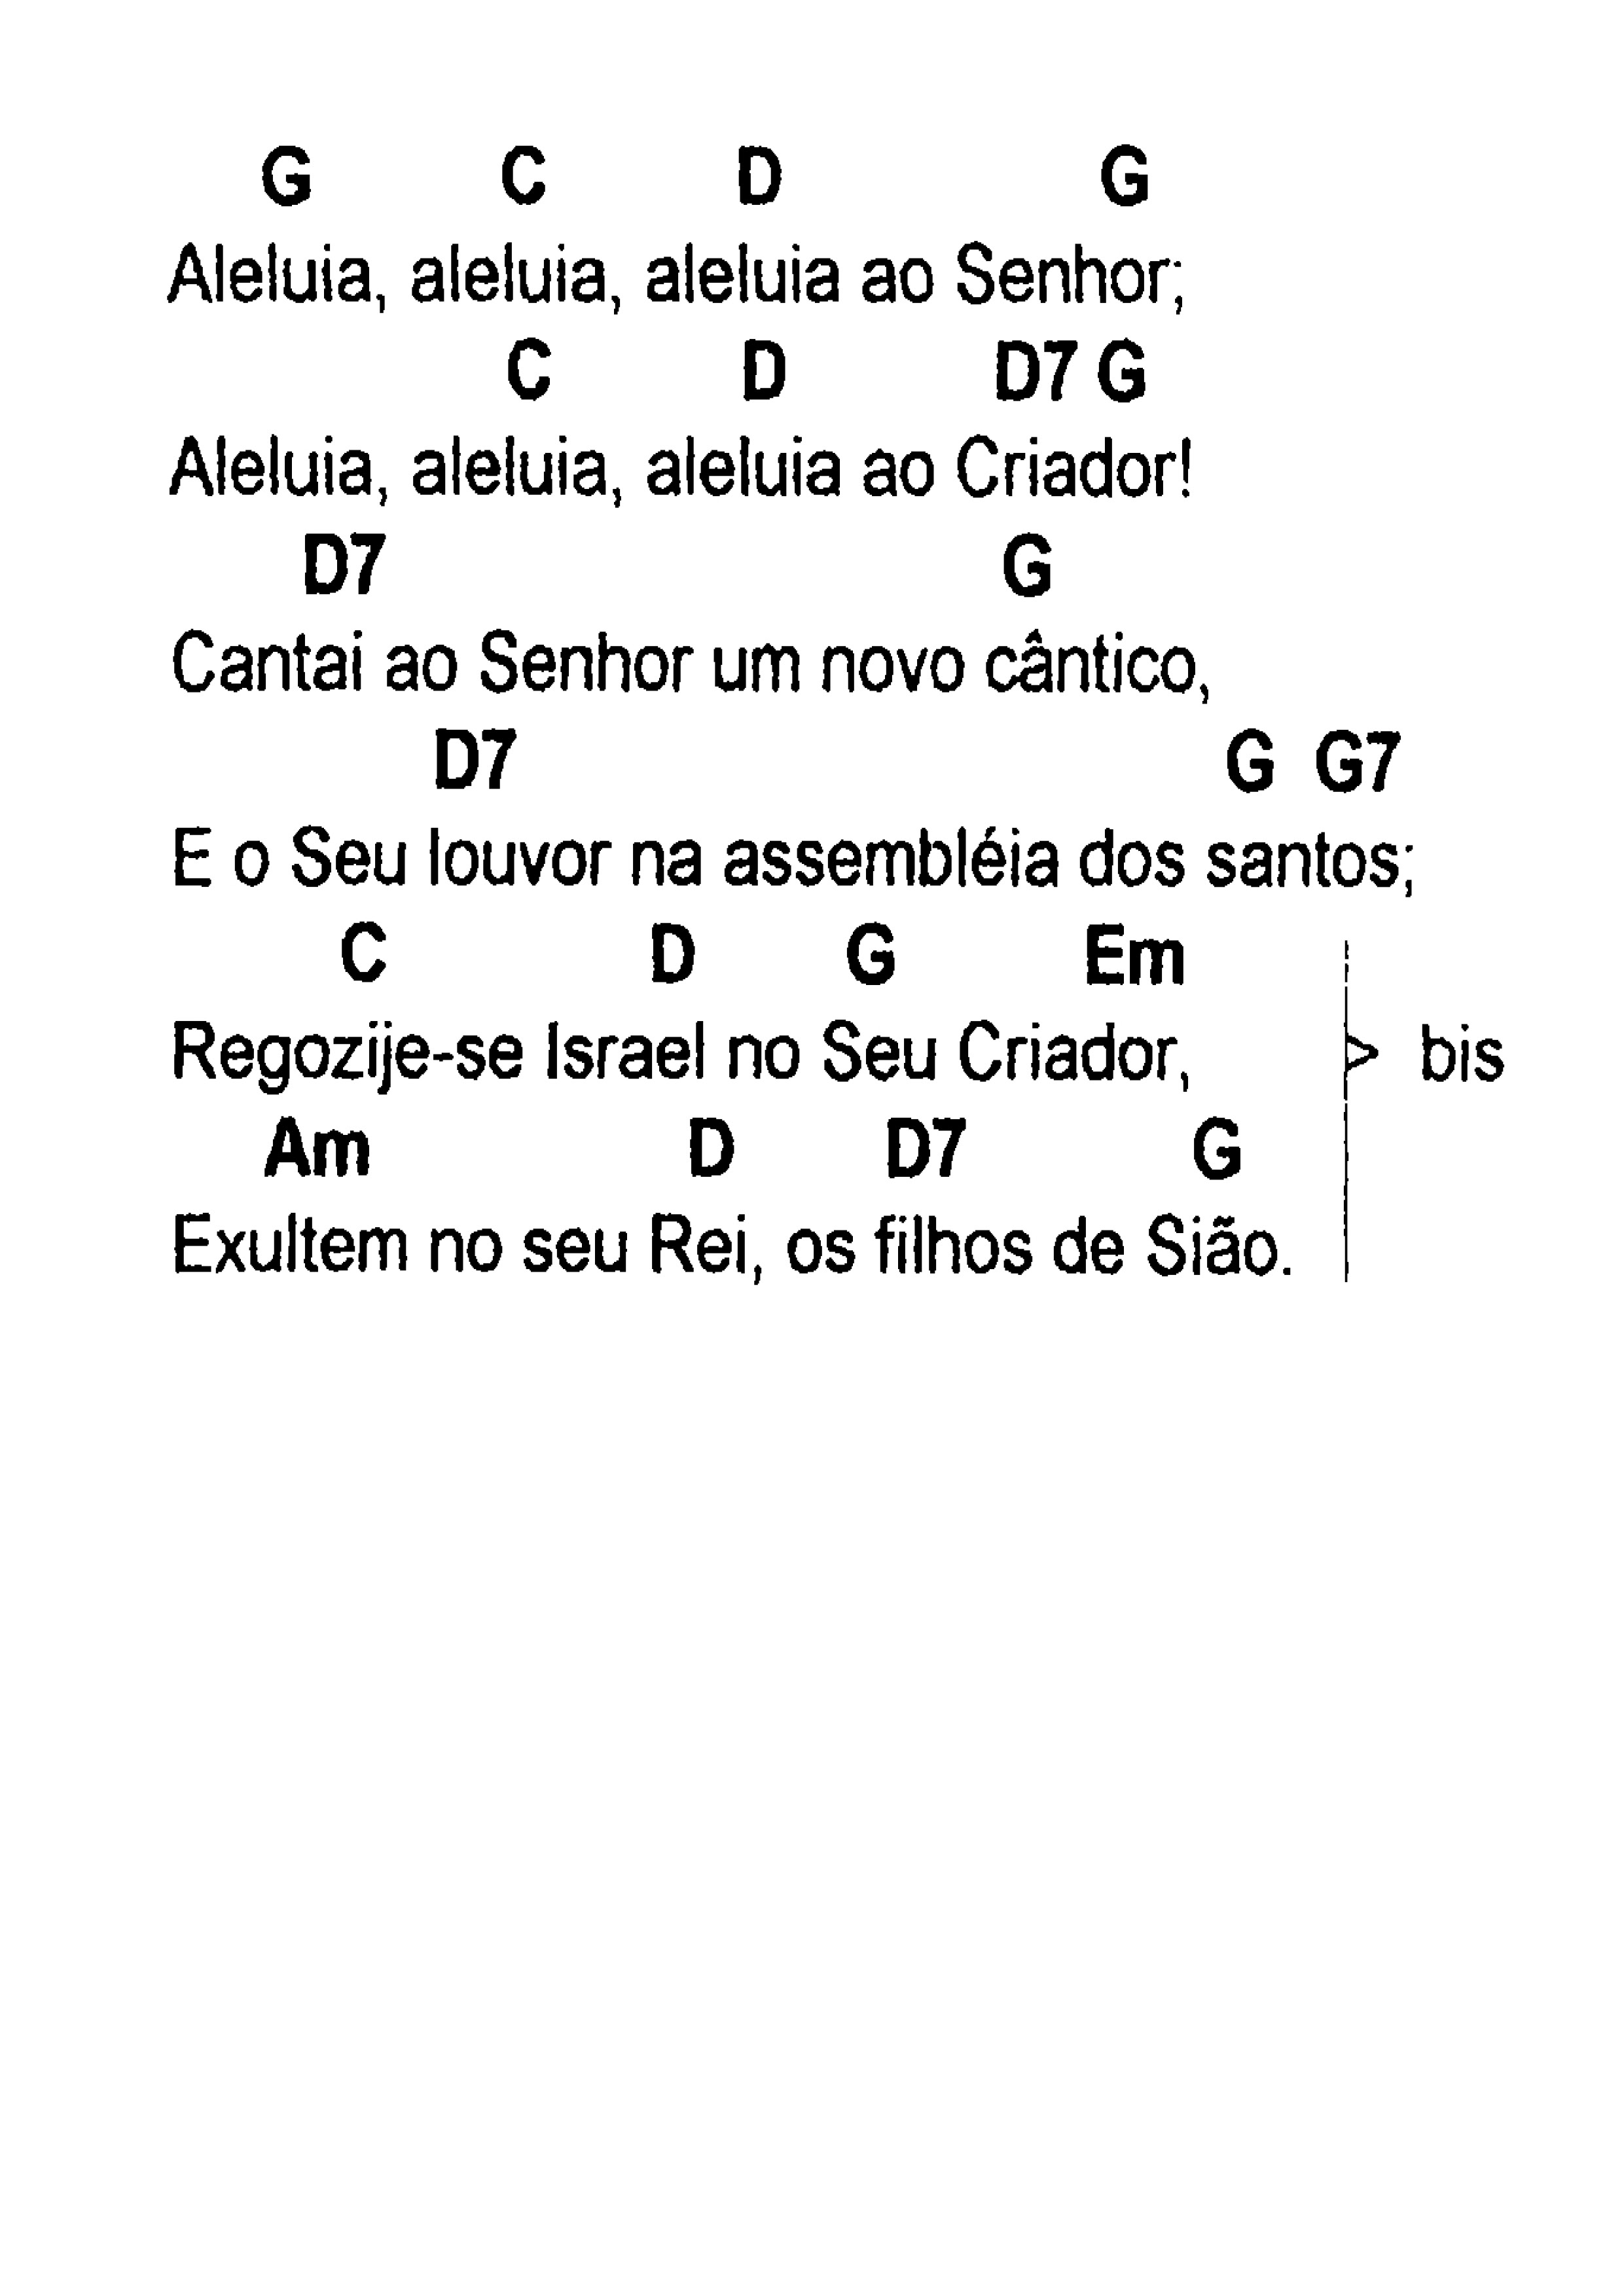 G C D G
Aleluia, aleluia, aleluia ao Senhor;
C D D7 G
Aleluia, aleluia, aleluia ao Criador!
D7 G
Cantai ao Senhor um novo cântico,
D7 G G7
E o Seu louvor na assembléia dos santos;
C D G Em
Regozije-se Israel no Seu Criador, > bis
Am D D7 G
Exultem no seu Rei, os filhos de Sião.